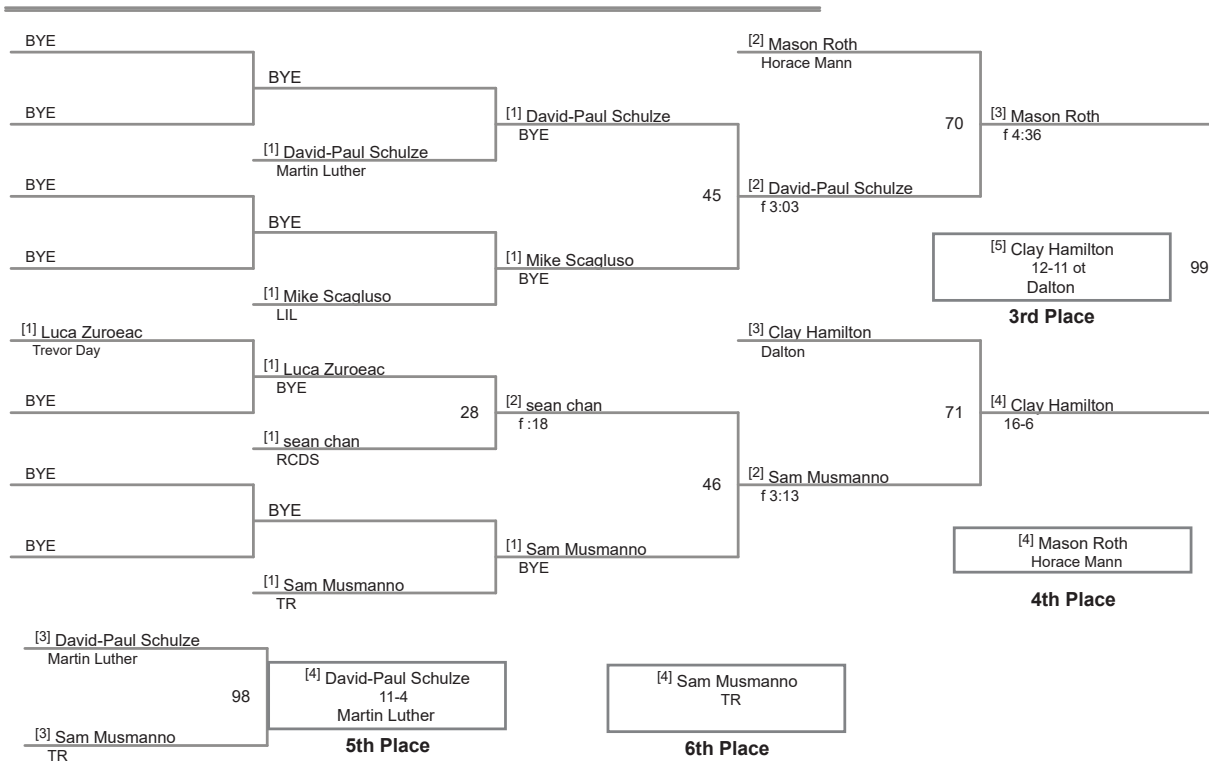 BYE
BYE
BYE
[1] David-Paul Schulze
Martin Luther
[1] David-Paul Schulze
BYE
BYE
BYE
BYE
[1] Mike Scagluso
LIL
[1] Mike Scagluso
BYE
45
[2] David-Paul Schulze
f 3:03
[2] Mason Roth
Horace Mann
70
[3] Mason Roth
f 4:36
[5] Clay Hamilton
12-11 ot
Dalton
99
3rd Place
[1] Luca Zuroeac
Trevor Day
BYE
[1] Luca Zuroeac
BYE
28
[1] sean chan
RCDS
[2] sean chan
f :18
BYE
BYE
BYE
[1] Sam Musmanno
TR
[1] Sam Musmanno
BYE
46
[2] Sam Musmanno
f 3:13
[3] Clay Hamilton
Dalton
71
[4] Clay Hamilton
16-6
[4] Mason Roth
Horace Mann
4th Place
[3] David-Paul Schulze
Martin Luther
98
[3] Sam Musmanno
TR
[4] David-Paul Schulze
11-4
Martin Luther
5th Place
[4] Sam Musmanno
TR
6th Place